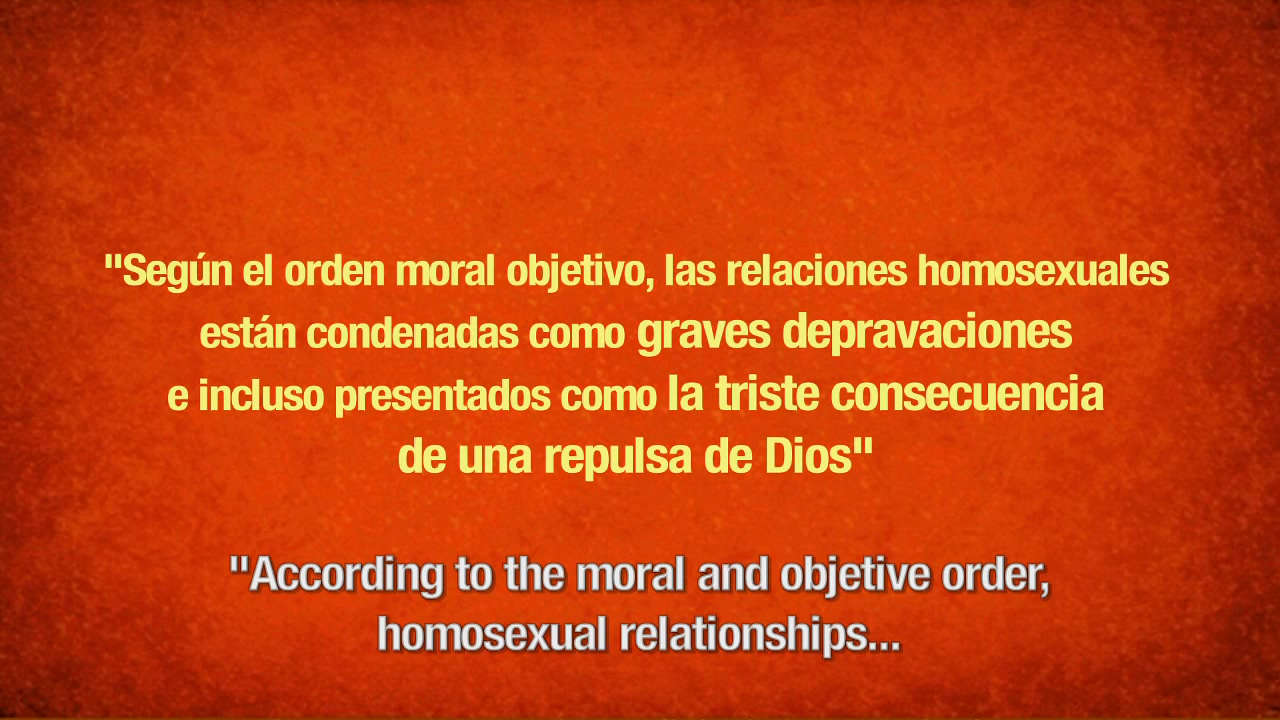 "Según el orden moral objetivo, las relaciones homosexuales
están condenadas como graves depravaciones
e incluso presentados como la triste consecuencia
de una repulsa de Dios"
"According to the moral and objetive order,
homosexual relationships...